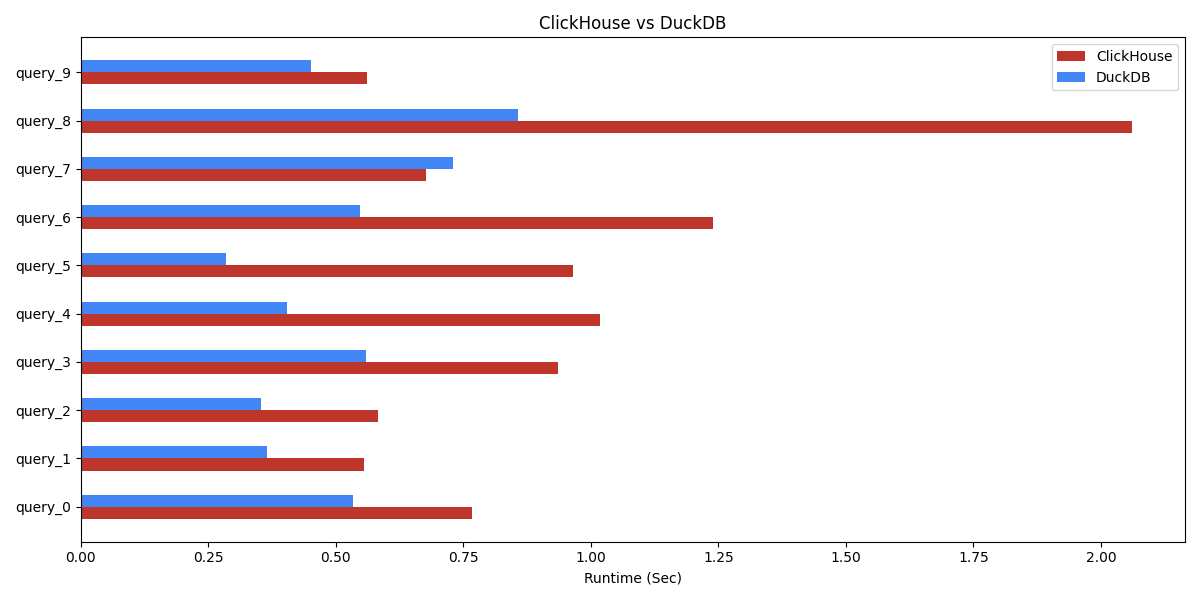 ClickHouse vs DuckDB
ClickHouse
DuckDB
query_9
query_8
query_7
query_6
query_5
query_4
query_3
query_2
query_1
query_0
0.00 0.25 0.50 0.75 1.00 1.25 1.50 1.75 2.00
Runtime (Sec)